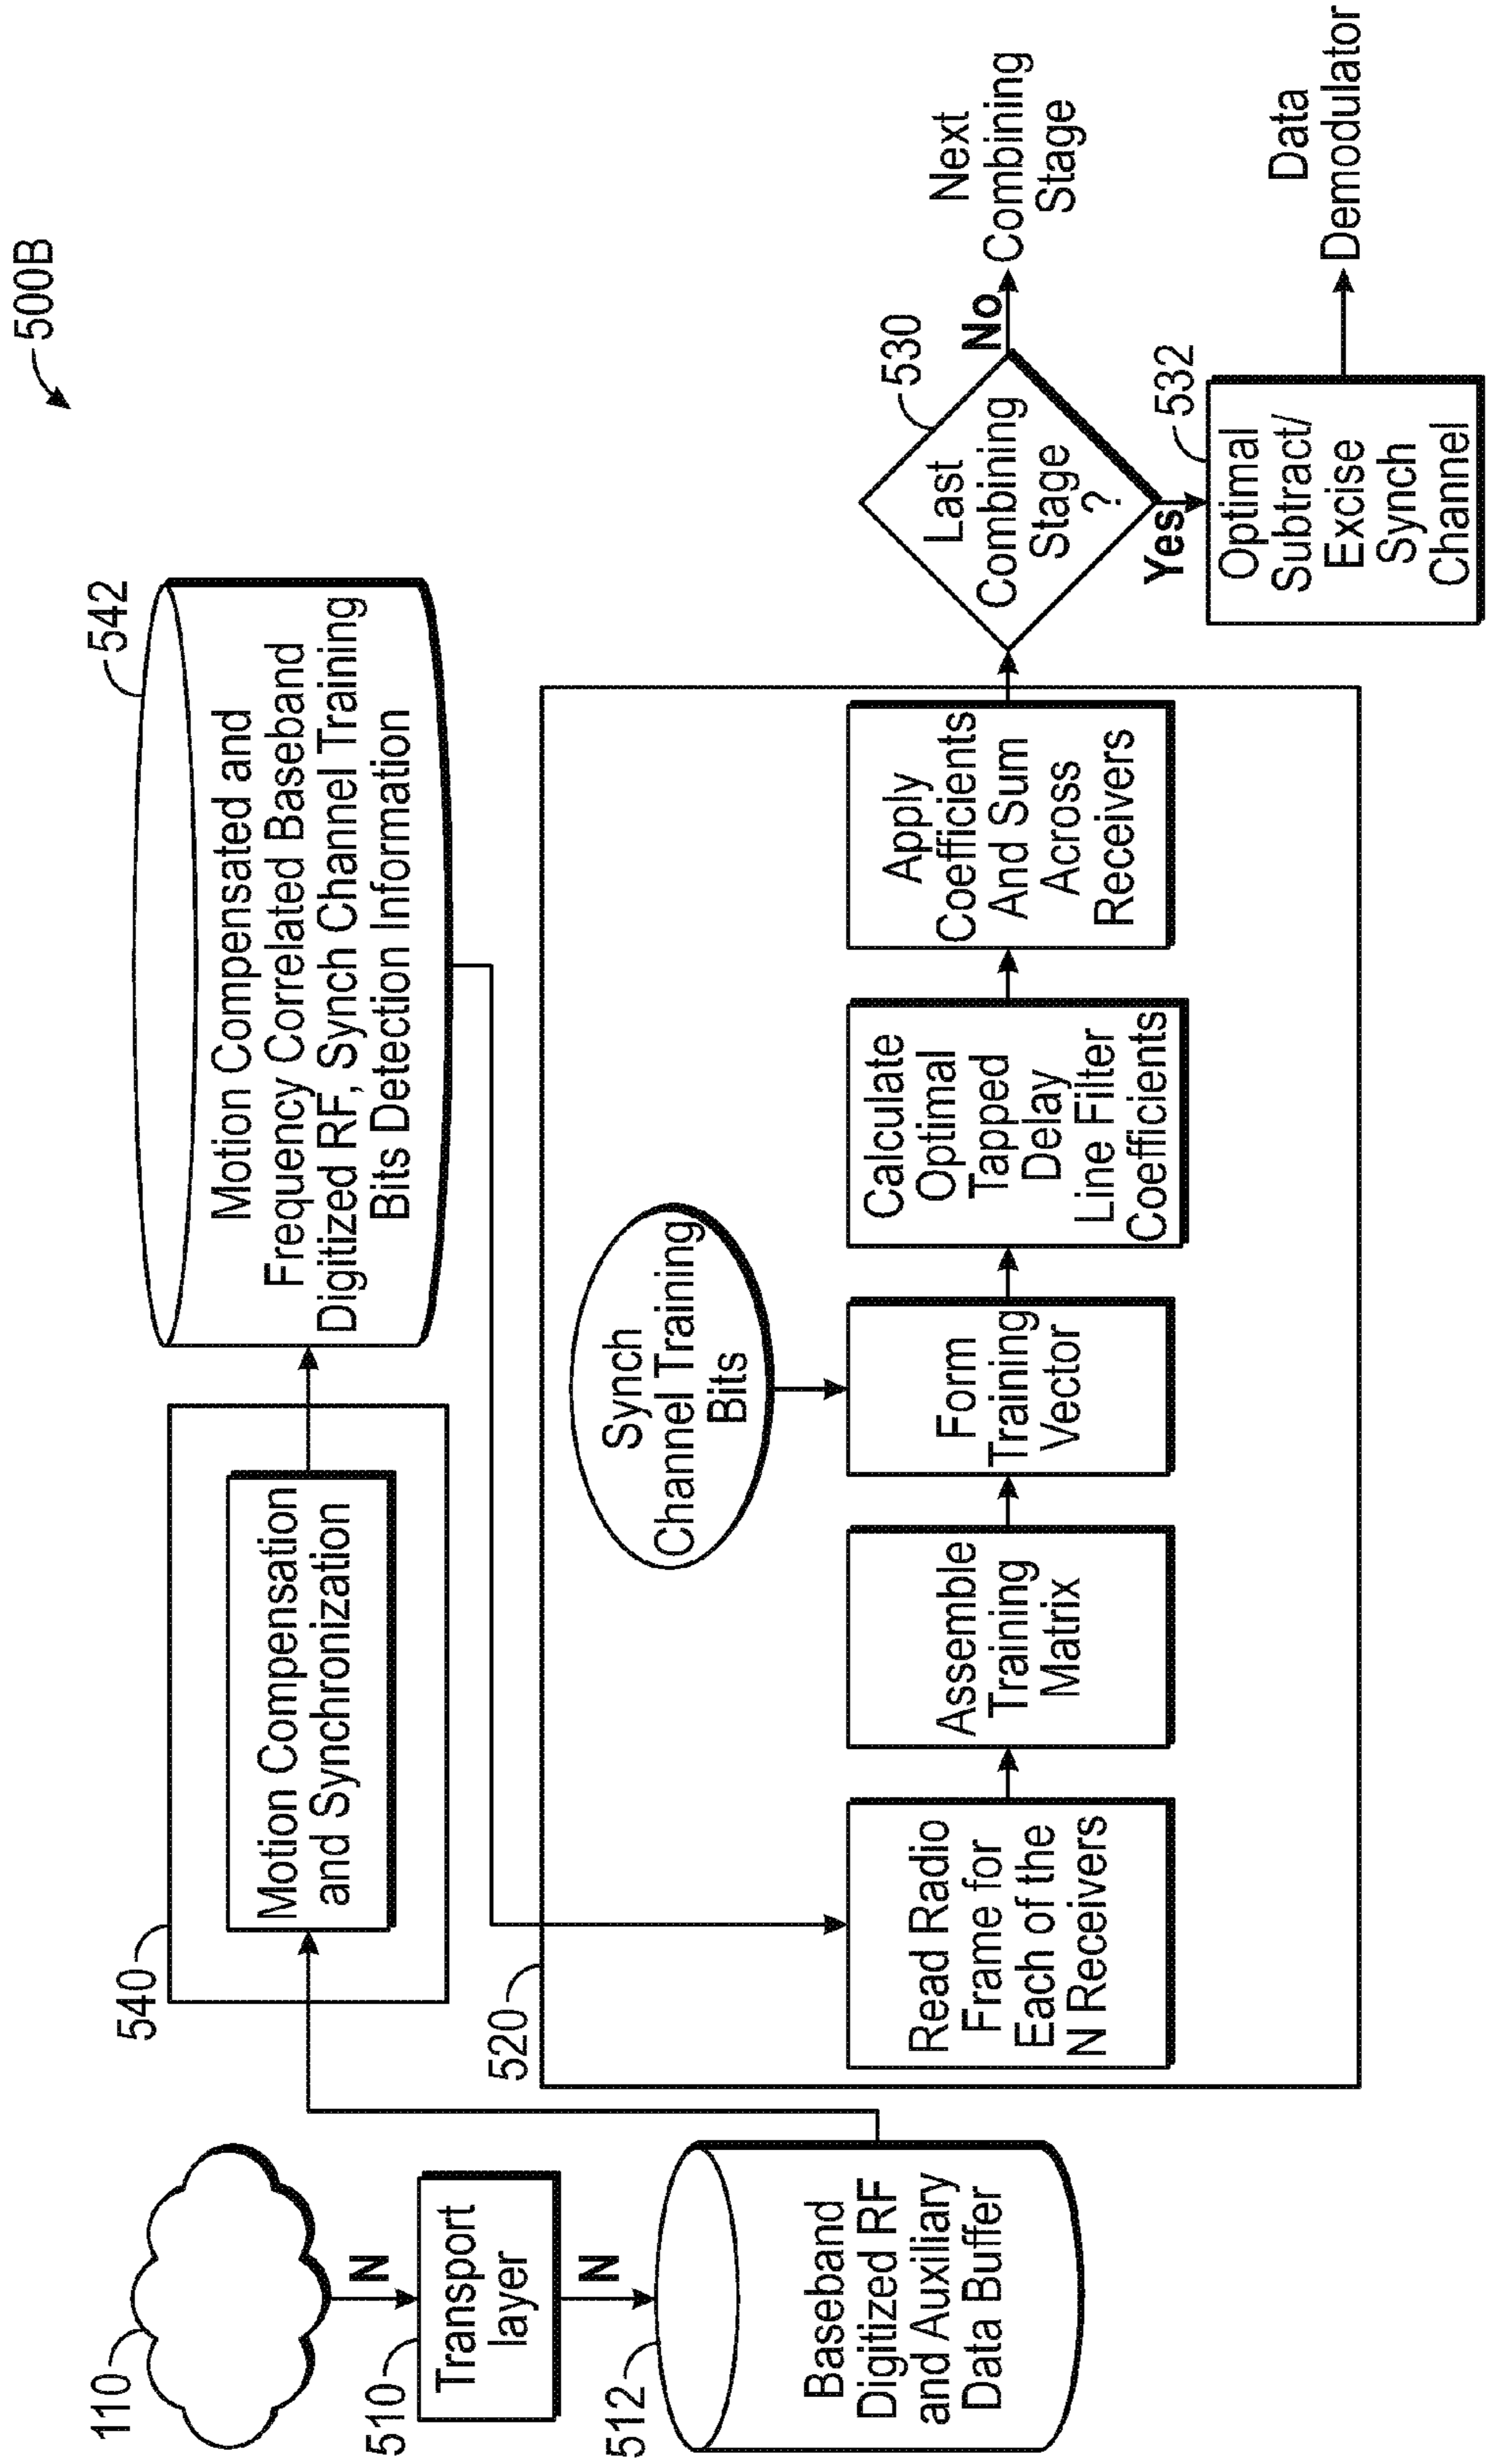 500B
110
N
510
Transport
layer
N
512
Baseband
Digitized RF
and Auxiliary
Data Buffer
540
Motion Compensation
and Synchronization
542
Motion Compensated and
Frequency Correlated Baseband
Digitized RF, Synch Channel Training
Bits Detection Information
520
Synch
Channel Training
Bits
Read Radio
Frame for
Each of the
N Receivers
Assemble
Training
Matrix
Form
Training
Vector
Calculate
Optimal
Tapped
Delay
Line Filter
Coefficients
Apply
Coefficients
And Sum
Across
Receivers
530
Last
Combining
Stage
?
No
Next
Combining
Stage
Yes
532
Optimal
Subtract/
Excise
Synch
Channel
Data
Demodulator